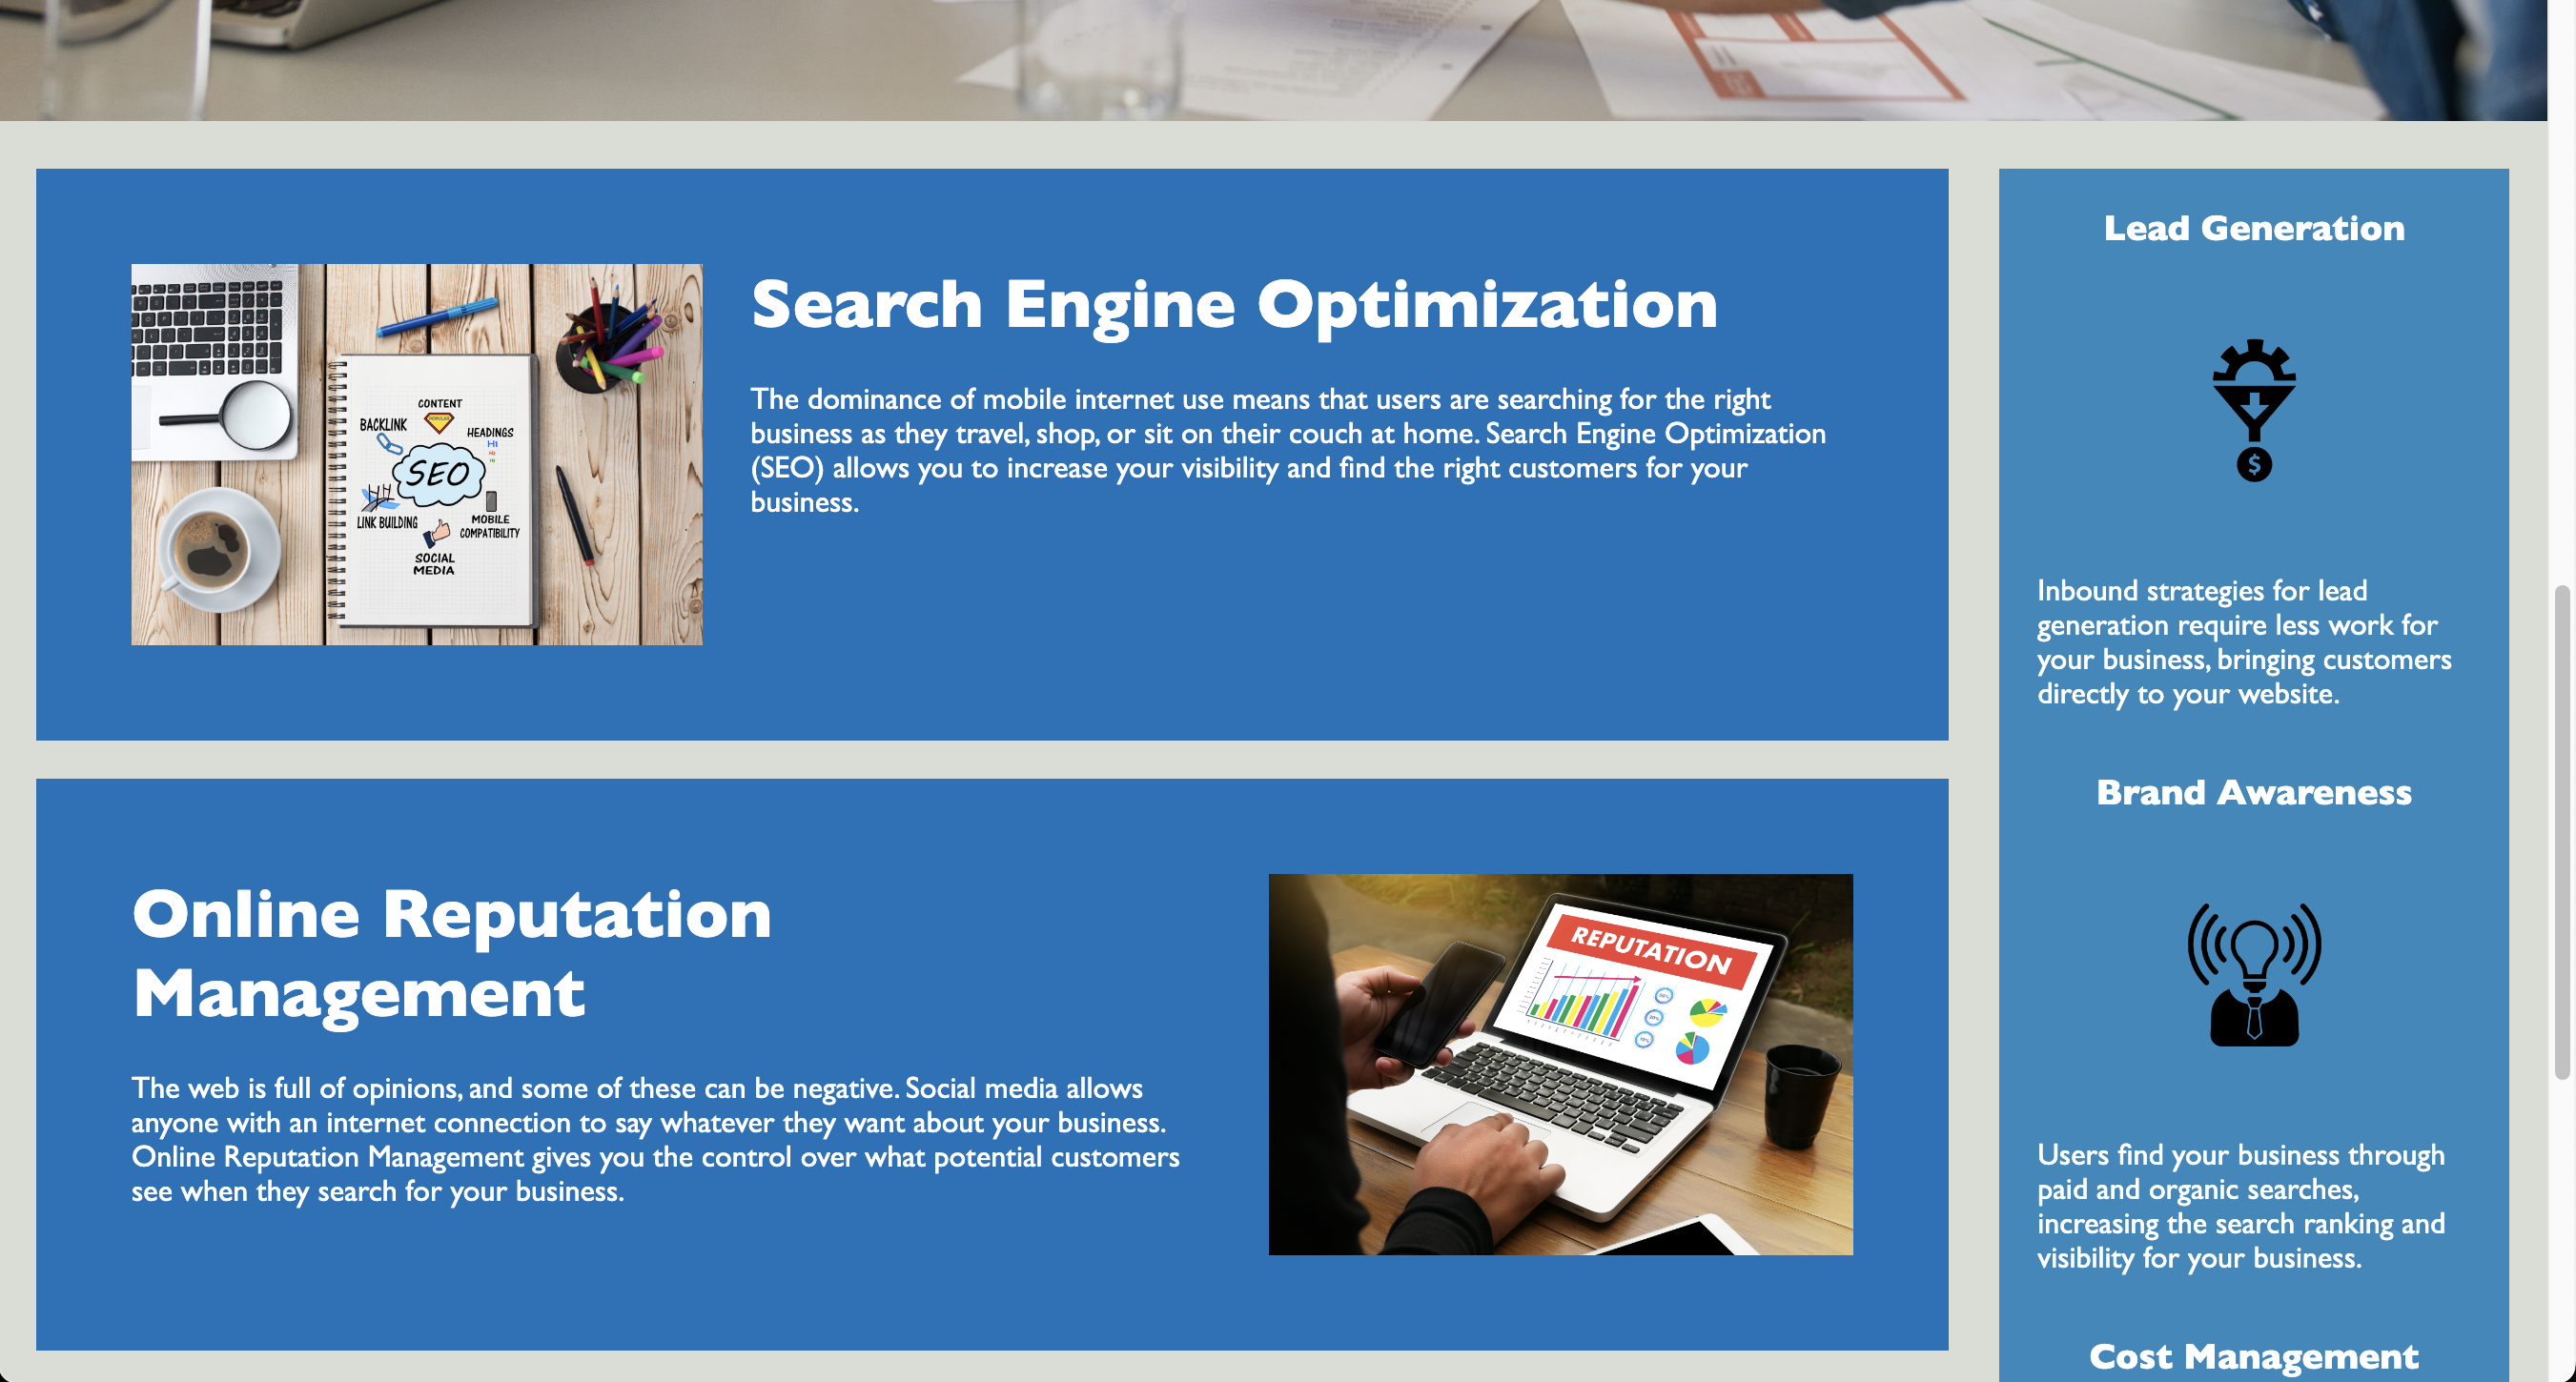 Search Engine Optimization
The dominance of mobile internet use means that users are searching for the right
business as they travel, shop, or sit on their couch at home. Search Engine Optimization
(SEO) allows you to increase your visibility and find the right customers for your
business.
CONTENT
BACKLINK
HEADINGS
H1
SEO
LINK BUILDING
MOBILE
COMPATIBILITY
SOCIAL
MEDIA
Online Reputation
Management
The web is full of opinions, and some of these can be negative. Social media allows
anyone with an internet connection to say whatever they want about your business.
Online Reputation Management gives you the control over what potential customers
see when they search for your business.
REPUTATION
Lead Generation
$
Inbound strategies for lead
generation require less work for
your business, bringing customers
directly to your website.
Brand Awareness
Users find your business through
paid and organic searches,
increasing the search ranking and
visibility for your business.
Cost Management